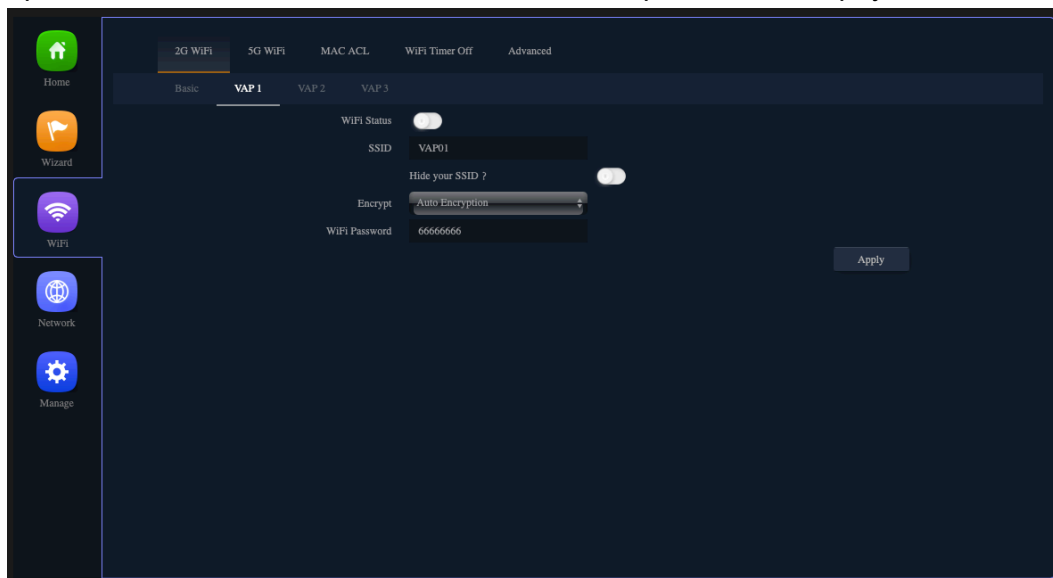 2G WiFi 5G WiFi MAC ACL WiFi Timer Off Advanced
Home
Basic VAP 1 VAP 2 VAP 3
WiFi Status
SSID VAP01
Wizard
Hide your SSID ?
Encrypt Auto Encryption
WiFi Password 66666666
WiFi
Apply
Network
Manage